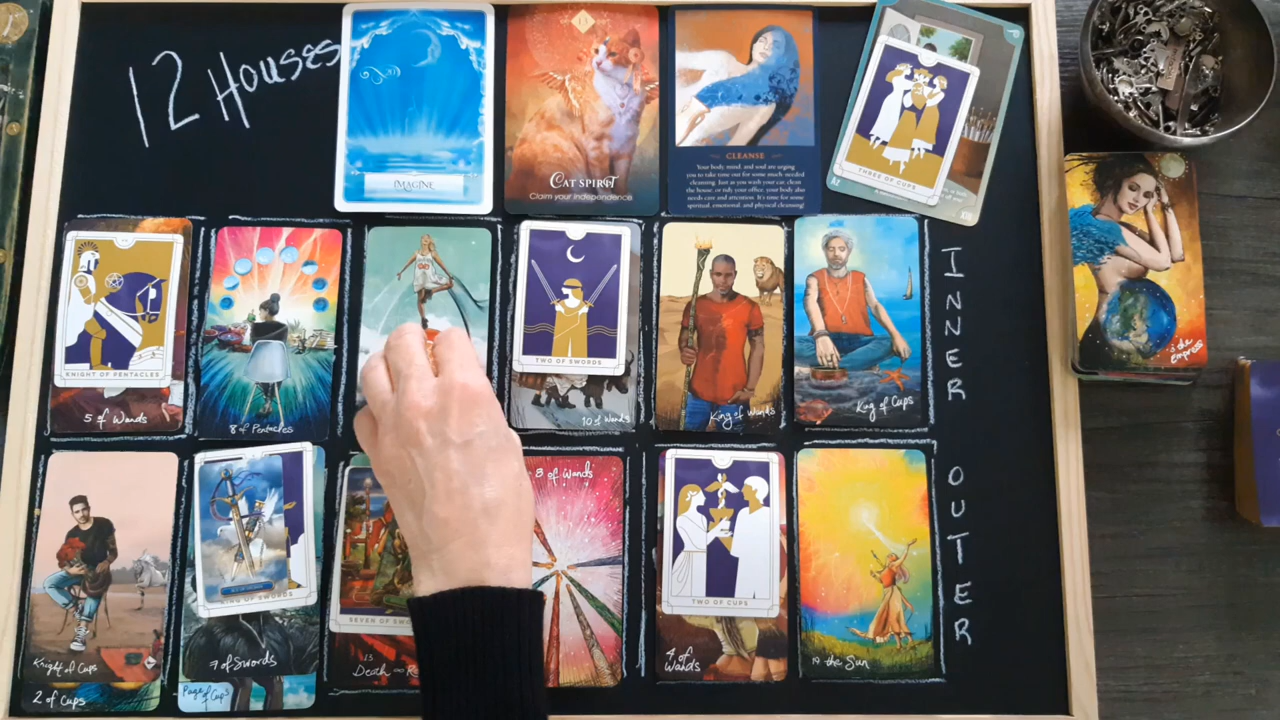 12 Houses
IMAGINE
13
CAT SPIRIT
Claim your independence
CLEANSE
Your body, mind, and soul are urging
you to take time out for some much needed
cleansing. Just as you wash your car, clean
the house, or tidy your office, your body also
needs care and attention. It's time for some
spiritual, emotional, and physical cleansing!
THREE OF CUPS
XIII
3 the
Empress
KNIGHT OF PENTACLES
5 of Wands
8 of Pentacles
TWO OF SWORDS
10 of Wands
King of Wands
King of Cups
INNER
Knight of Cups
2 of Cups
KING OF SWORDS
7 of Swords
Page of Cups
SEVEN OF SWO
13
Death
8 of Wands
TWO OF CUPS
4 of
Wands
19 the Sun
OUTER